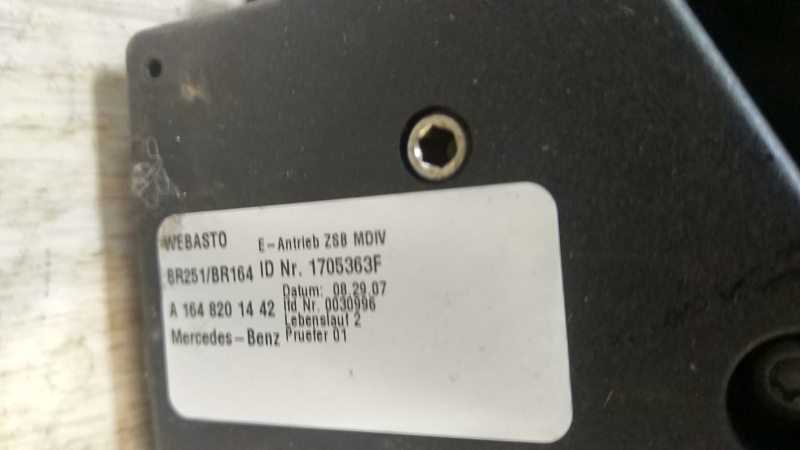 WEBASTO E-Antrieb ZSB MDIV
BR251/BR164 ID Nr. 1705363F
Datum: 08.29.07
A 164 820 14 42 lfd Nr. 0030996
Lebenslauf 2
Mercedes-Benz Pruefer 01